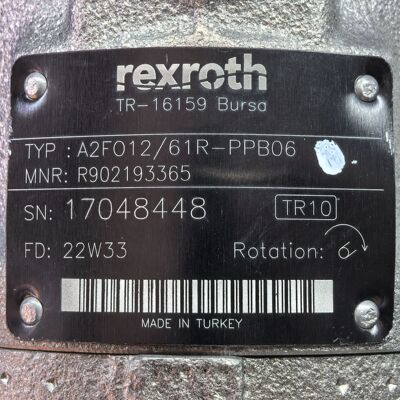 rexroth
TR-16159 Bursa
TYP : A2FO12/61R-PPB06
MNR: R902193365
SN: 17048448 TR10
FD: 22W33 Rotation:
MADE IN TURKEY